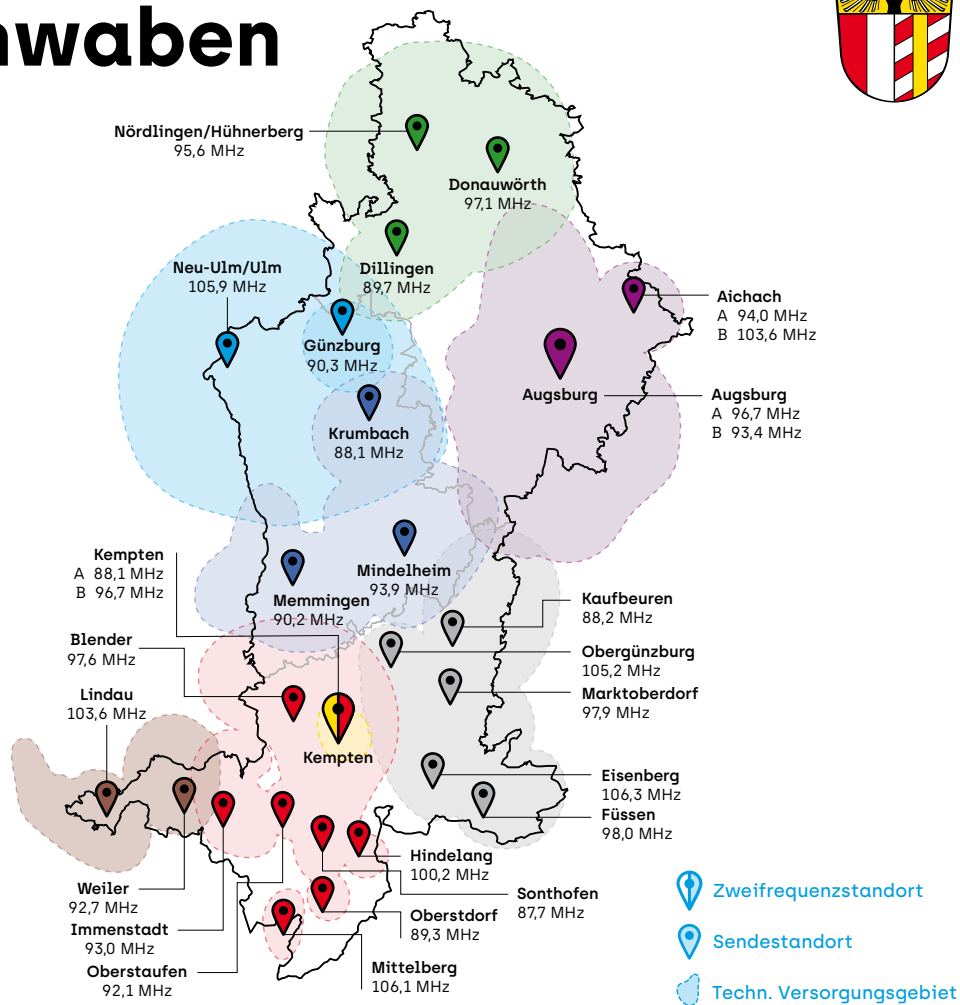 hwaben
Nördlingen/Hühnerberg
95,6 MHz
Donauwörth
97,1 MHz
Dillingen
89,7 MHz
Neu-Ulm/Ulm
105,9 MHz
Günzburg
90,3 MHz
Krumbach
88,1 MHz
Aichach
A 94,0 MHz
B 103,6 MHz
Augsburg
Augsburg
A 96,7 MHz
B 93,4 MHz
Kempten
A 88,1 MHz
B 96,7 MHz
Mindelheim
93,9 MHz
Memmingen
90,2 MHz
Blender
97,6 MHz
Lindau
103,6 MHz
Kempten
Kaufbeuren
88,2 MHz
Obergünzburg
105,2 MHz
Marktoberdorf
97,9 MHz
Eisenberg
106,3 MHz
Füssen
98,0 MHz
Hindelang
100,2 MHz
Sonthofen
87,7 MHz
Weiler
92,7 MHz
Immenstadt
93,0 MHz
Oberstaufen
92,1 MHz
Oberstdorf
89,3 MHz
Mittelberg
106,1 MHz
Zweifrequenzstandort
Sendestandort
Techn. Versorgungsgebiet